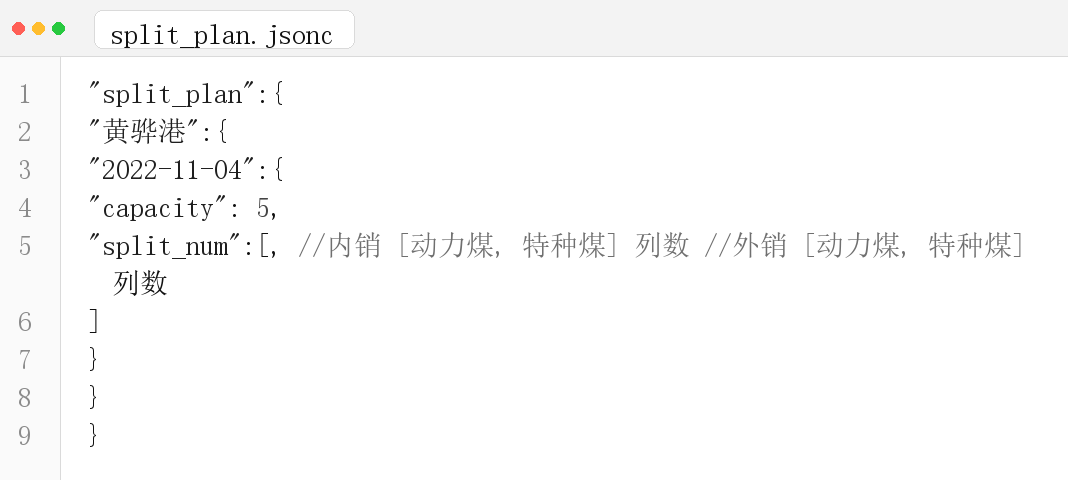 split_plan.jsonc
1 "split_plan":{
2 "黄骅港":{
3 "2022-11-04":{
4 "capacity": 5,
5 "split_num":[, //内销 [动力煤, 特种煤] 列数 //外销 [动力煤, 特种煤]
列数
6 ]
7 }
8 }
9 }